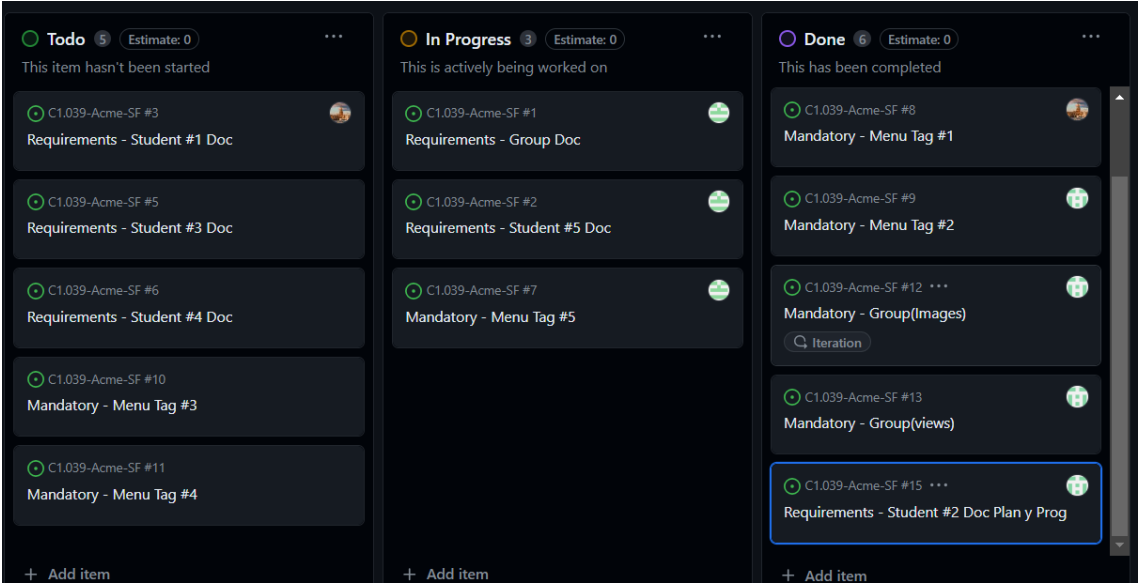 Todo 5 Estimate: 0
This item hasn't been started
C1.039-Acme-SF #3
Requirements - Student #1 Doc
C1.039-Acme-SF #5
Requirements - Student #3 Doc
C1.039-Acme-SF #6
Requirements - Student #4 Doc
C1.039-Acme-SF #10
Mandatory - Menu Tag #3
C1.039-Acme-SF #11
Mandatory - Menu Tag #4
+ Add item
In Progress 3 Estimate: 0
This is actively being worked on
C1.039-Acme-SF #1
Requirements - Group Doc
C1.039-Acme-SF #2
Requirements - Student #5 Doc
C1.039-Acme-SF #7
Mandatory - Menu Tag #5
+ Add item
Done 6 Estimate: 0
This has been completed
C1.039-Acme-SF #8
Mandatory - Menu Tag #1
C1.039-Acme-SF #9
Mandatory - Menu Tag #2
C1.039-Acme-SF #12 ···
Mandatory - Group(Images)
Iteration
C1.039-Acme-SF #13
Mandatory - Group(views)
C1.039-Acme-SF #15 ···
Requirements - Student #2 Doc Plan y Prog
+ Add item